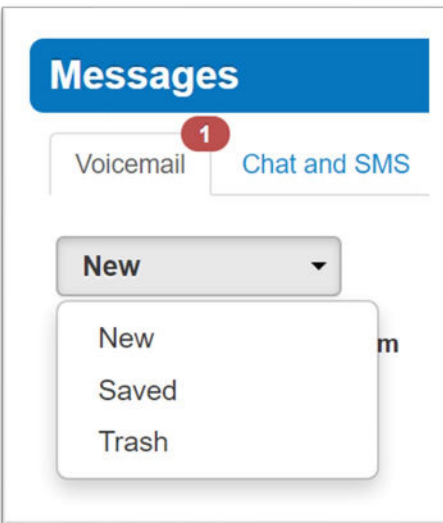 Messages
1
Voicemail Chat and SMS
New
New
m
Saved
Trash